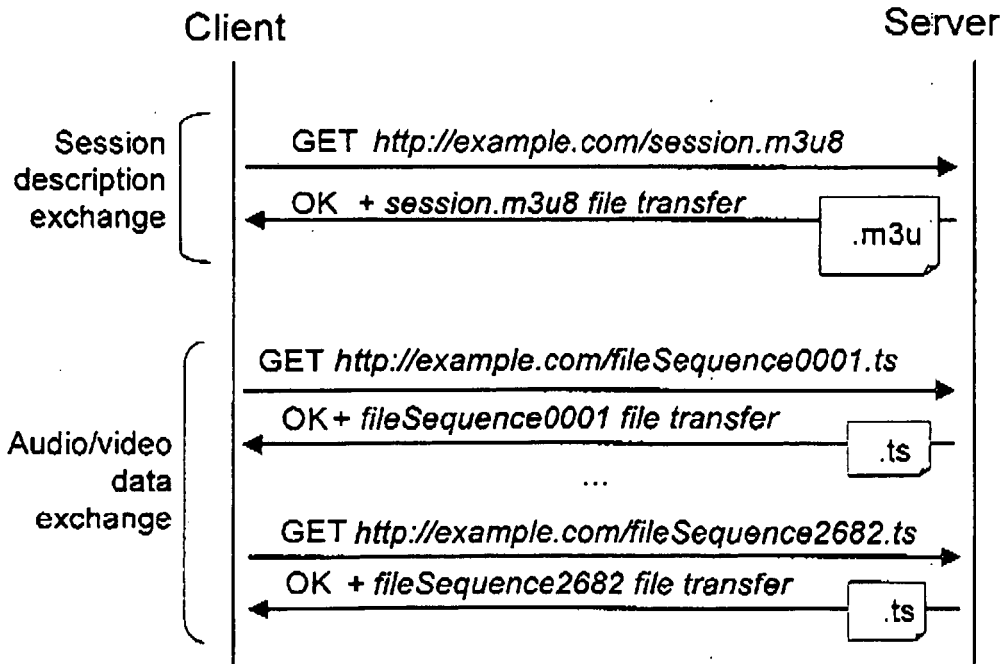 Client
Server
Session
description
exchange
GET http://example.com/session.m3u8
OK + session.m3u8 file transfer
.m3u
Audio/video
data
exchange
GET http://example.com/fileSequence0001.ts
OK+ fileSequence0001 file transfer
.ts
...
GET http://example.com/fileSequence2682.ts
OK + fileSequence2682 file transfer
.ts